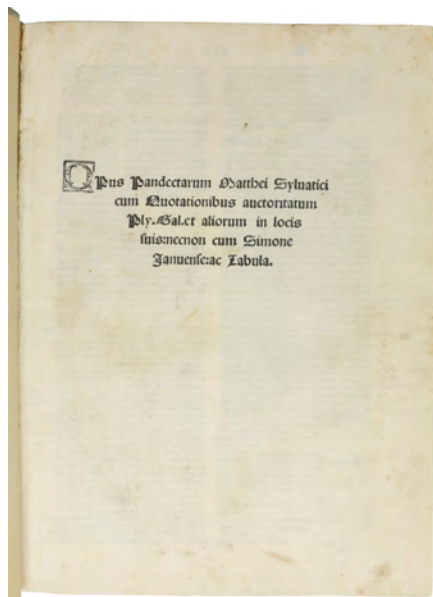 OPus Pandectarum Matthei Syluatici
cum Quotationibus auctoritatum
Ply.Gal.et aliorum in locis
suis:necnon cum Simone
Januense:ac Tabula.